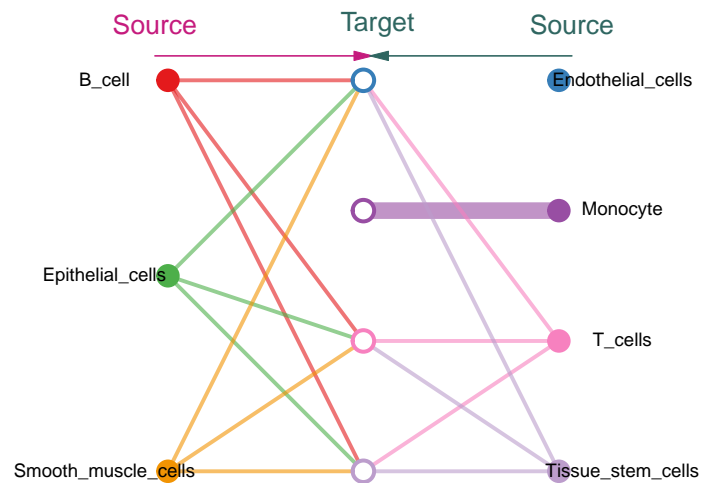 Source
Target
Source
B_cell
Endothelial_cells
Monocyte
Epithelial_cells
T_cells
Smooth_muscle_cells
Tissue_stem_cells